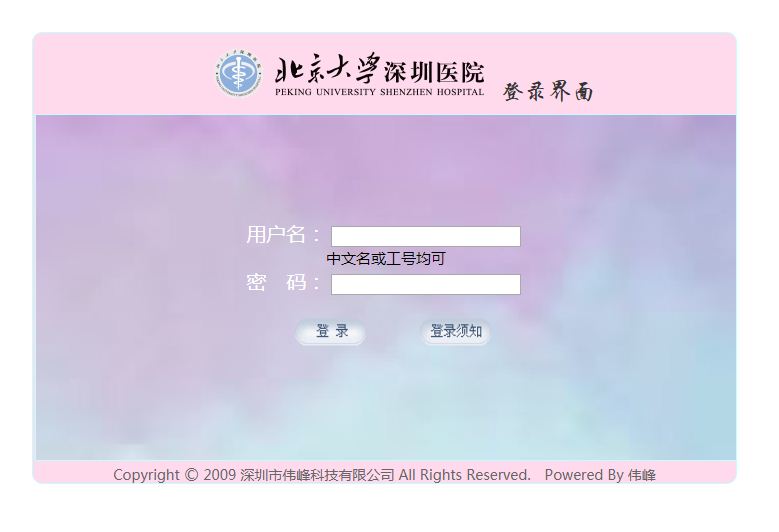 北京大学深圳医院
PEKING UNIVERSITY SHENZHEN HOSPITAL
登录界面
用户名：
中文名或工号均可
密 码：
登 录 登录须知
Copyright © 2009 深圳市伟峰科技有限公司 All Rights Reserved. Powered By 伟峰